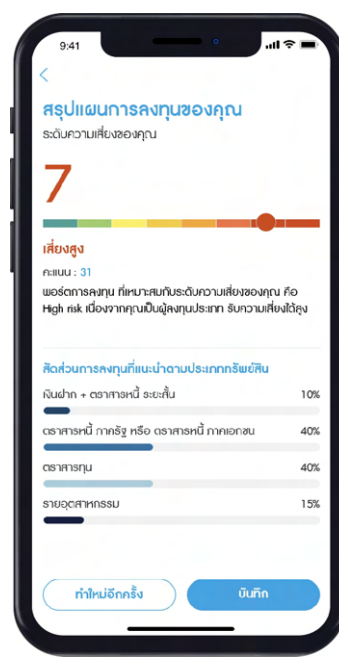 9:41
สรุปแผนการลงทุนของคุณ
ระดับความเสี่ยงของคุณ
7
เสี่ยงสูง
คะแนน : 31
พอร์ตการลงทุน ที่เหมาะสมกับระดับความเสี่ยงของคุณ คือ
High risk เนื่องจากคุณเป็นผู้ลงทุนประเภท รับความเสี่ยงได้สูง
สัดส่วนการลงทุนที่แนะนำตามประเภททรัพย์สิน
เงินฝาก + ตราสารหนี้ ระยะสั้น 10%
ตราสารหนี้ ภาครัฐ หรือ ตราสารหนี้ ภาคเอกชน 40%
ตราสารทุน 40%
รายอุตสาหกรรม 15%
ทำใหม่อีกครั้ง บันทึก